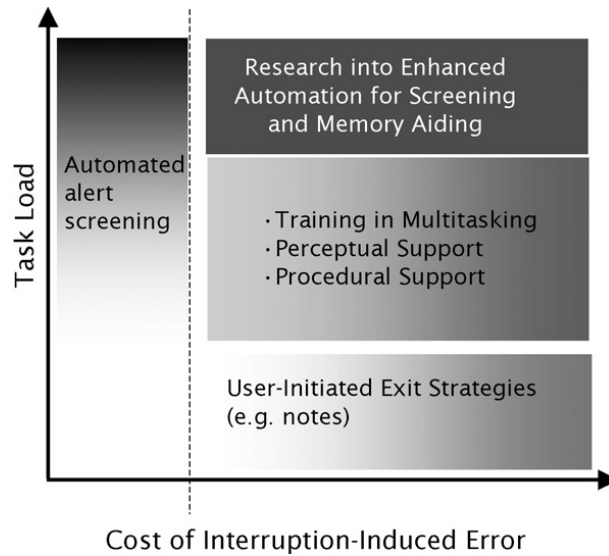 Task Load
Automated
alert
screening
Research into Enhanced
Automation for Screening
and Memory Aiding
· Training in Multitasking
· Perceptual Support
· Procedural Support
User-Initiated Exit Strategies
(e.g. notes)
Cost of Interruption-Induced Error